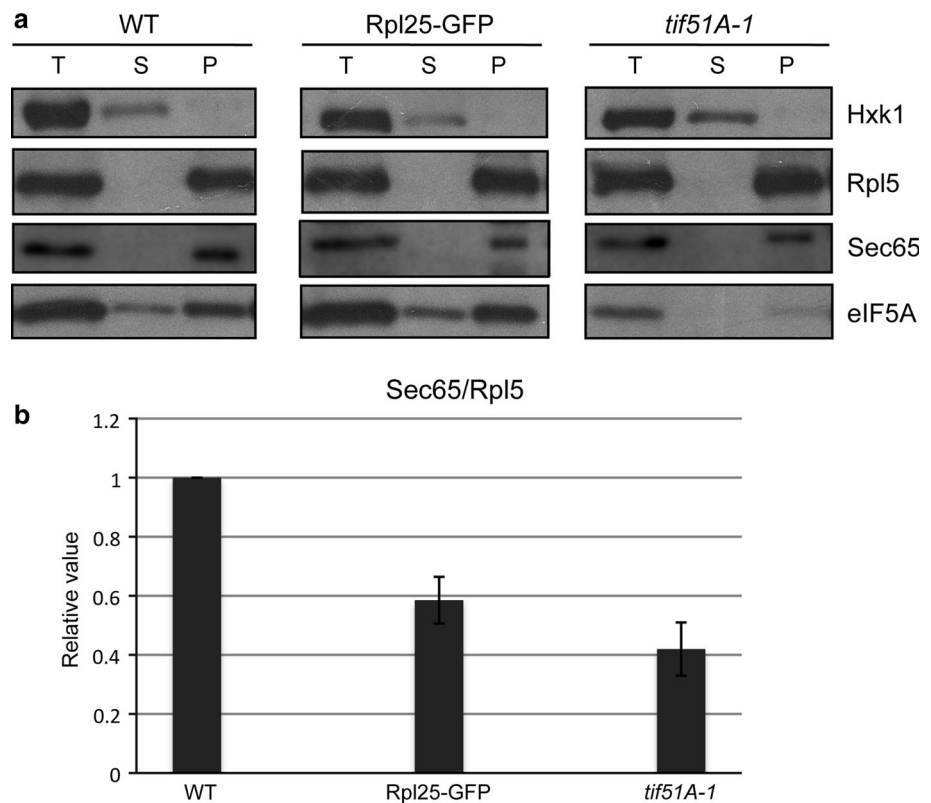 a
WT Rpl25-GFP tif51A-1
T S P T S P T S P
Hxk1
Rpl5
Sec65
eIF5A
b
Sec65/Rpl5
Relative value
1.2
1
0.8
0.6
0.4
0.2
0
WT Rpl25-GFP tif51A-1